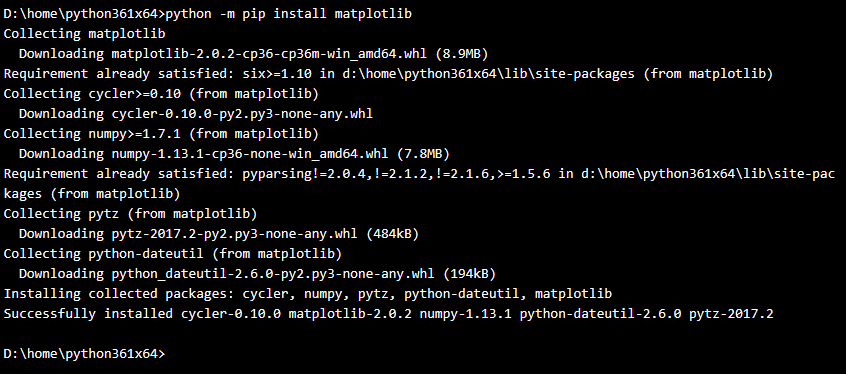 D:\home\python361x64>python -m pip install matplotlib
Collecting matplotlib
  Downloading matplotlib-2.0.2-cp36-cp36m-win_amd64.whl (8.9MB)
Requirement already satisfied: six>=1.10 in d:\home\python361x64\lib\site-packages (from matplotlib)
Collecting cycler>=0.10 (from matplotlib)
  Downloading cycler-0.10.0-py2.py3-none-any.whl
Collecting numpy>=1.7.1 (from matplotlib)
  Downloading numpy-1.13.1-cp36-none-win_amd64.whl (7.8MB)
Requirement already satisfied: pyparsing!=2.0.4,!=2.1.2,!=2.1.6,>=1.5.6 in d:\home\python361x64\lib\site-pac
kages (from matplotlib)
Collecting pytz (from matplotlib)
  Downloading pytz-2017.2-py2.py3-none-any.whl (484kB)
Collecting python-dateutil (from matplotlib)
  Downloading python_dateutil-2.6.0-py2.py3-none-any.whl (194kB)
Installing collected packages: cycler, numpy, pytz, python-dateutil, matplotlib
Successfully installed cycler-0.10.0 matplotlib-2.0.2 numpy-1.13.1 python-dateutil-2.6.0 pytz-2017.2
D:\home\python361x64>